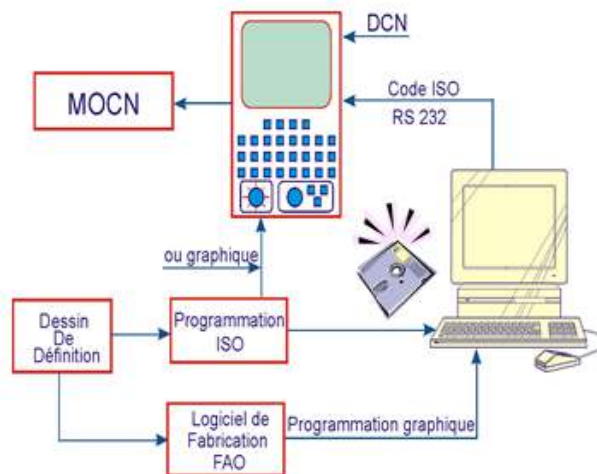 DCN
MOCN
Code ISO
RS 232
ou graphique
Dessin
De
Définition
Programmation
ISO
Logiciel de
Fabrication
FAO
Programmation graphique